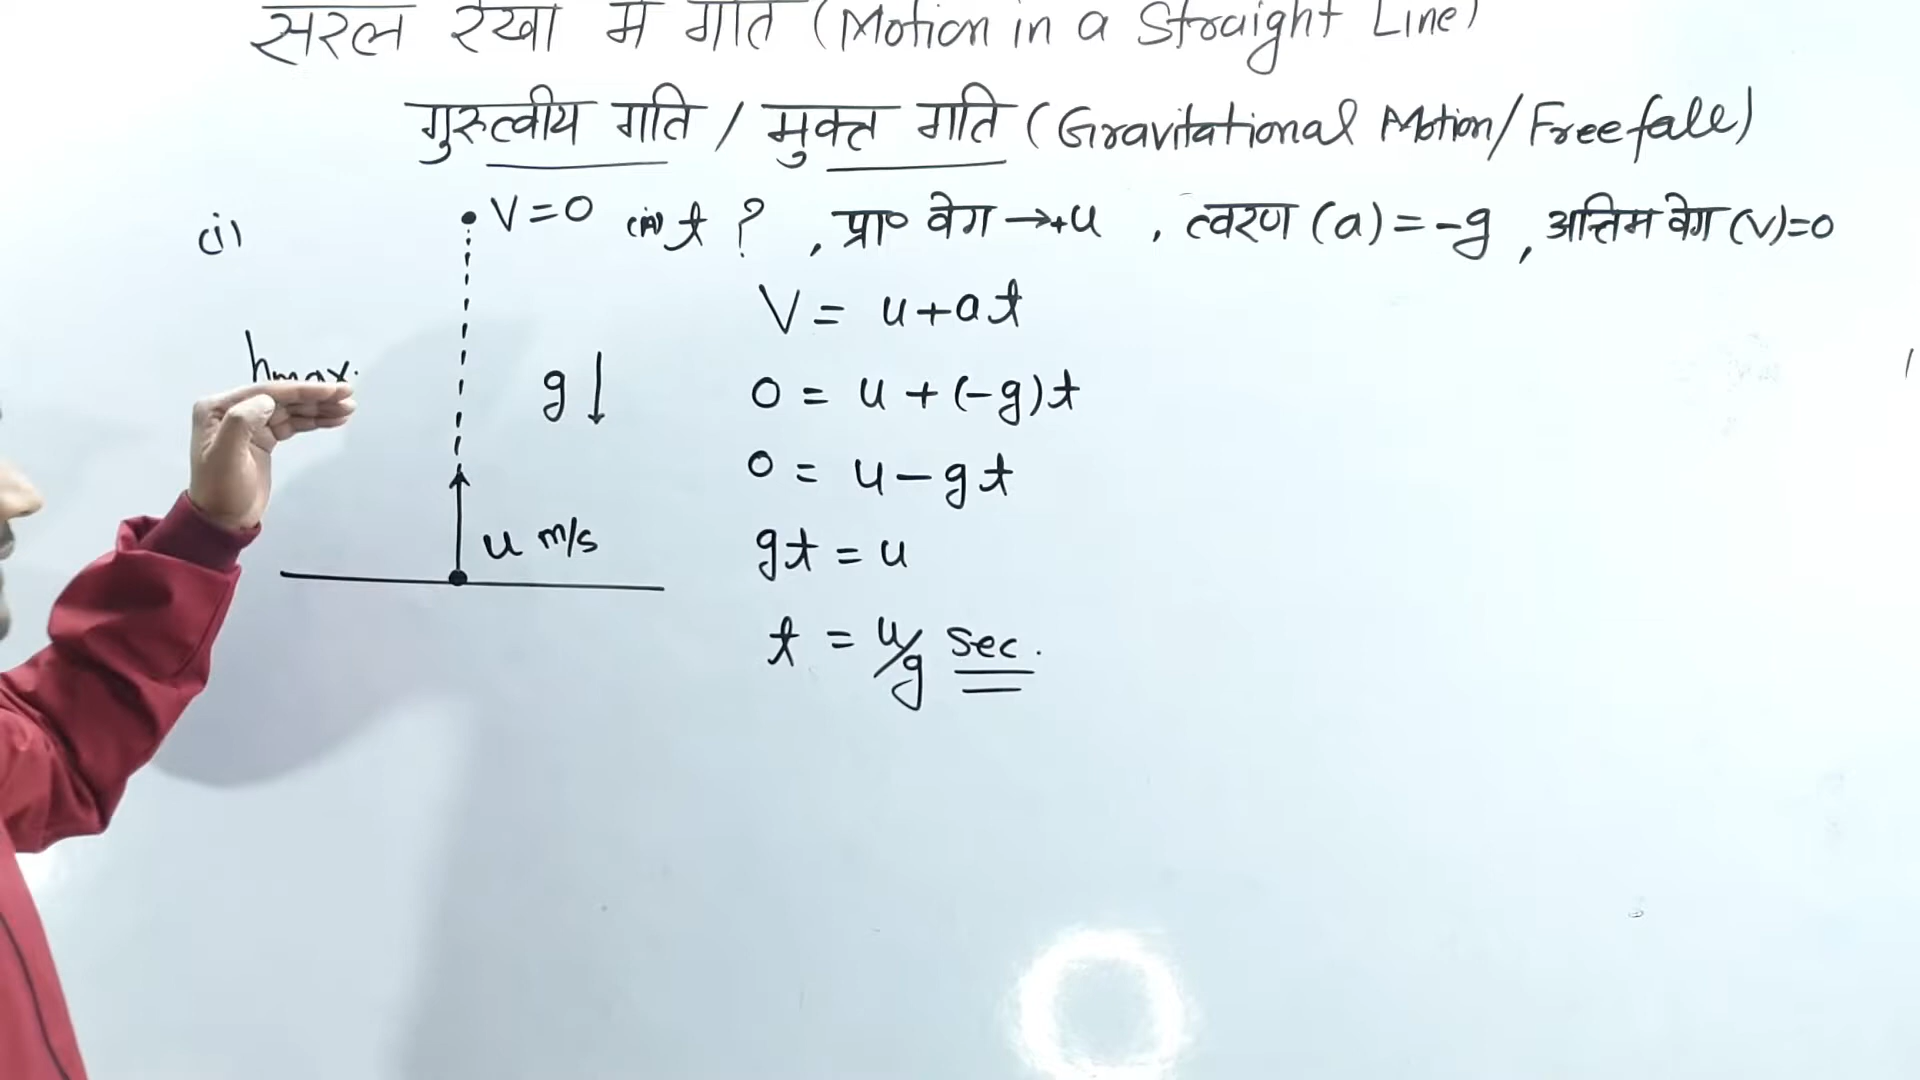 सरल रेखा में गति (Motion in a Straight Line)
गुरुत्वीय गति / मुक्त गति (Gravitational Motion/Freefall)
(i)
V=0
t ? , प्रा० वेग →+u , त्वरण (a) = -g , अन्तिम वेग (v)=0
hmax.
g↓
u m/s
V = u+at
0 = u + (-g)t
0 = u - gt
gt = u
t = u/g sec.